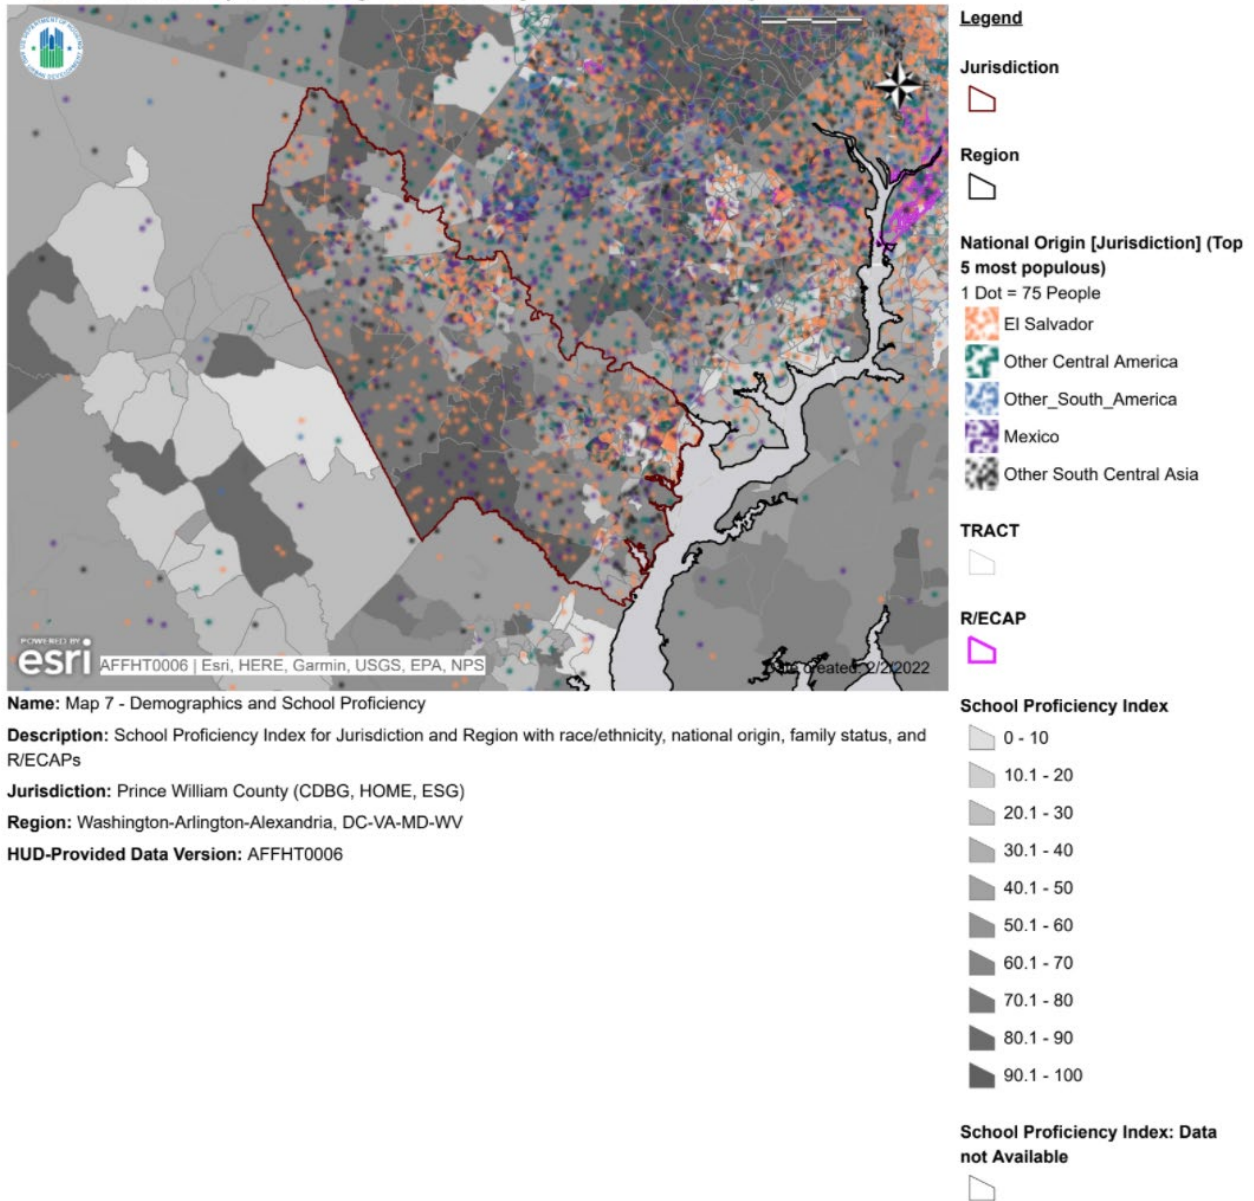 Legend
Jurisdiction
Region
National Origin [Jurisdiction] (Top
5 most populous)
1 Dot = 75 People
El Salvador
Other Central America
Other_South_America
Mexico
Other South Central Asia
TRACT
R/ECAP
School Proficiency Index
0 - 10
10.1 - 20
20.1 - 30
30.1 - 40
40.1 - 50
50.1 - 60
60.1 - 70
70.1 - 80
80.1 - 90
90.1 - 100
School Proficiency Index: Data
not Available
POWERED BY
esri
AFFHT0006 | Esri, HERE, Garmin, USGS, EPA, NPS
Date created: 2/2/2022
Name: Map 7 - Demographics and School Proficiency
Description: School Proficiency Index for Jurisdiction and Region with race/ethnicity, national origin, family status, and
R/ECAPs
Jurisdiction: Prince William County (CDBG, HOME, ESG)
Region: Washington-Arlington-Alexandria, DC-VA-MD-WV
HUD-Provided Data Version: AFFHT0006